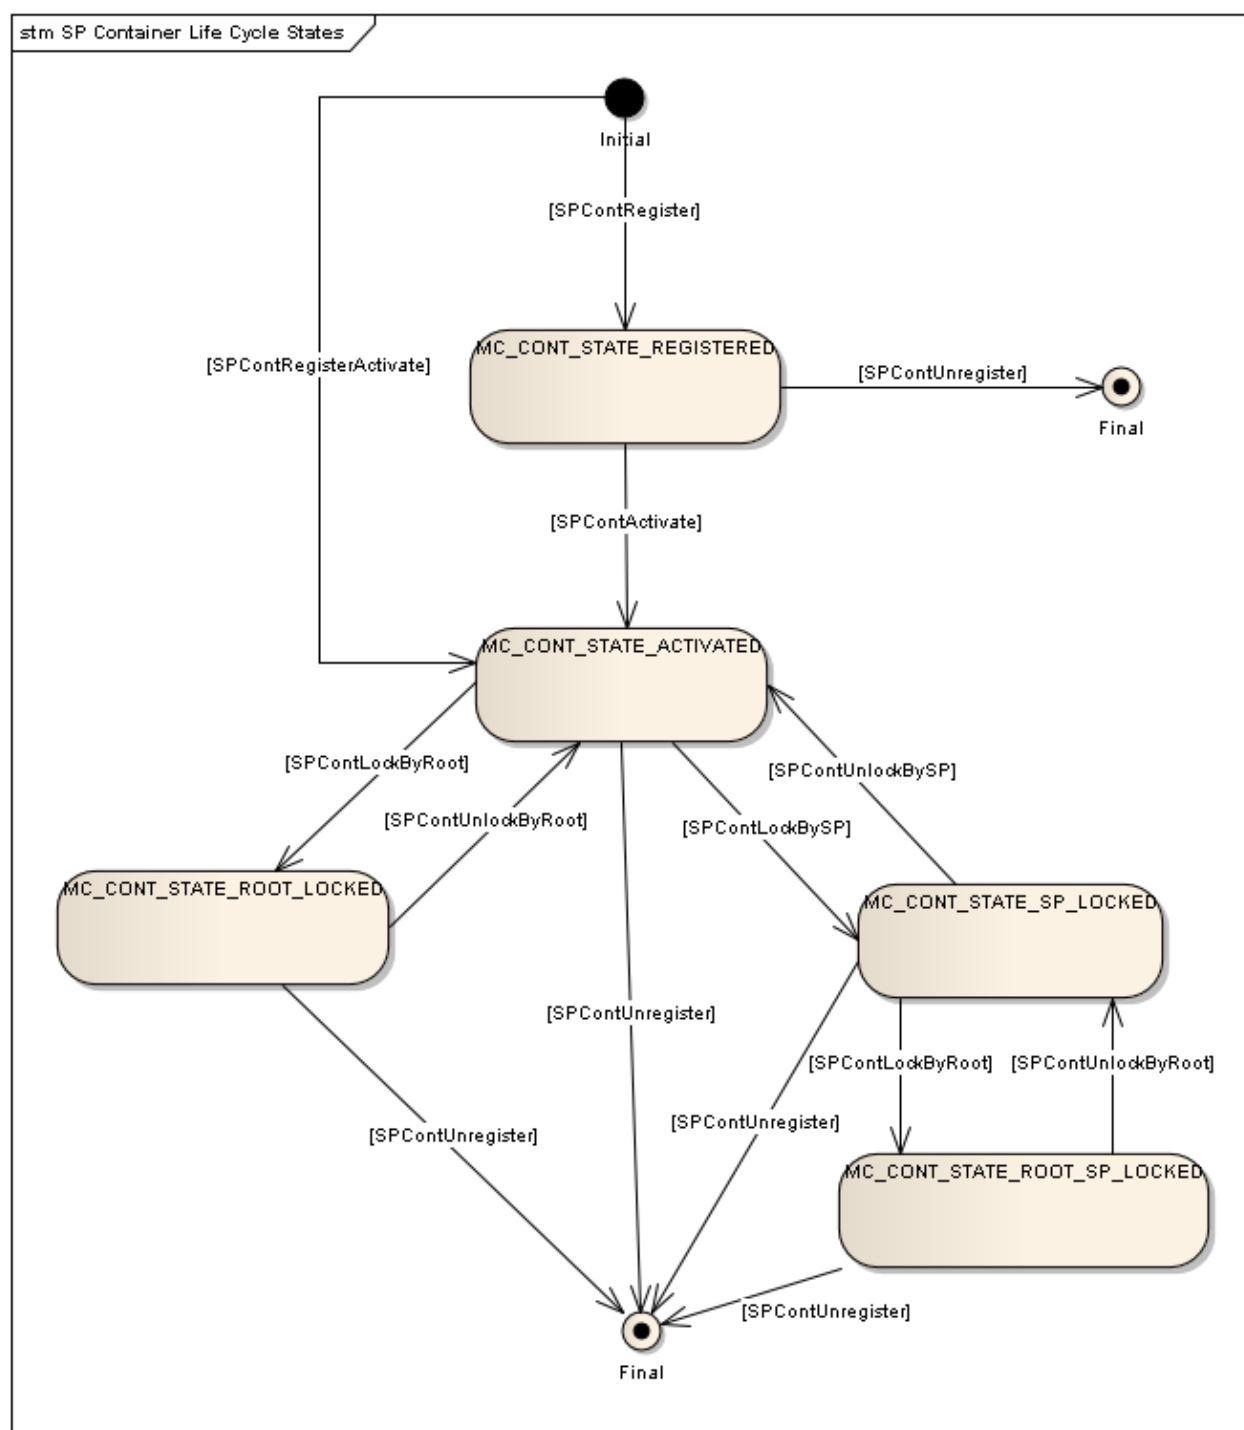 stm SP Container Life Cycle States
Initial
[SPContRegister]
MC_CONT_STATE_REGISTERED
[SPContRegisterActivate]
[SPContUnregister]
Final
[SPContActivate]
MC_CONT_STATE_ACTIVATED
[SPContLockByRoot]
[SPContUnlockBySP]
[SPContUnlockByRoot]
[SPContLockBySP]
MC_CONT_STATE_ROOT_LOCKED
MC_CONT_STATE_SP_LOCKED
[SPContUnregister]
[SPContLockByRoot]
[SPContUnlockByRoot]
[SPContUnregister]
[SPContUnregister]
MC_CONT_STATE_ROOT_SP_LOCKED
[SPContUnregister]
Final